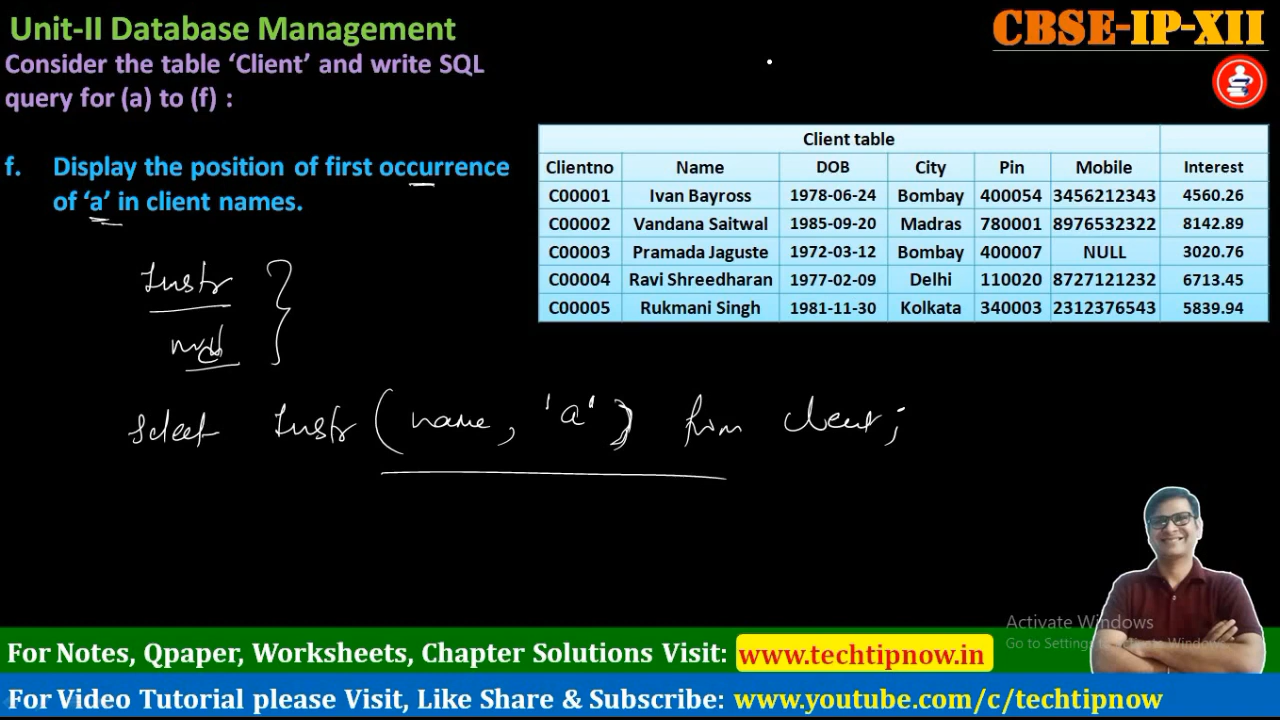 Unit-II Database Management
CBSE-IP-XII
Consider the table ‘Client’ and write SQL
query for (a) to (f) :
f. Display the position of first occurrence
of ‘a’ in client names.
Client table
Clientno Name DOB City Pin Mobile Interest
C00001 Ivan Bayross 1978-06-24 Bombay 400054 3456212343 4560.26
C00002 Vandana Saitwal 1985-09-20 Madras 780001 8976532322 8142.89
C00003 Pramada Jaguste 1972-03-12 Bombay 400007 NULL 3020.76
C00004 Ravi Shreedharan 1977-02-09 Delhi 110020 8727121232 6713.45
C00005 Rukmani Singh 1981-11-30 Kolkata 340003 2312376543 5839.94
Instr
select Instr (name, 'a') from client;
Activate Windows
Go to Settings to Activate Windows.
For Notes, Qpaper, Worksheets, Chapter Solutions Visit: www.techtipnow.in
For Video Tutorial please Visit, Like Share & Subscribe: www.youtube.com/c/techtipnow